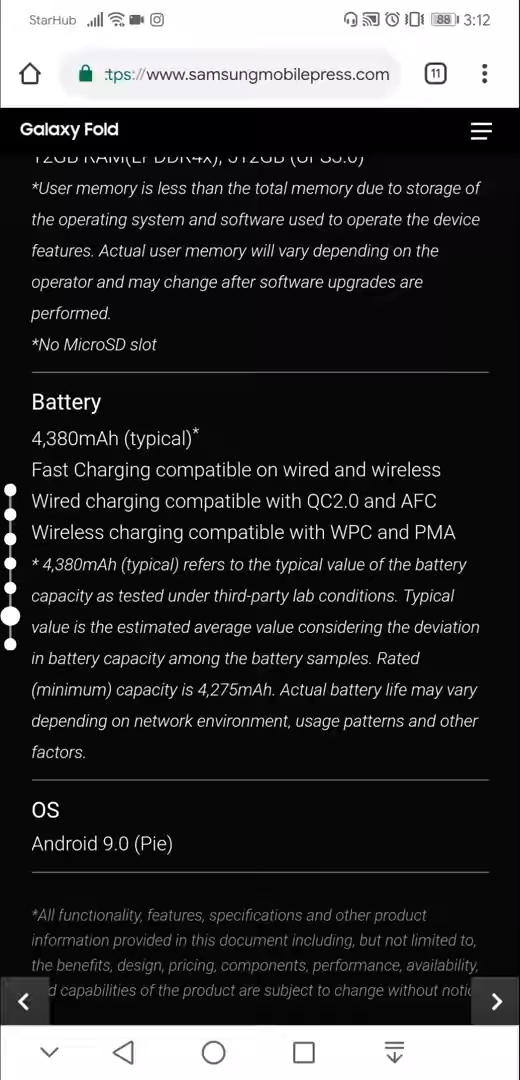 StarHub 88 3:12
tps://www.samsungmobilepress.com 11
Galaxy Fold
12GB RAM(LPDDR4x), 512GB (UFS3.0)
*User memory is less than the total memory due to storage of
the operating system and software used to operate the device
features. Actual user memory will vary depending on the
operator and may change after software upgrades are
performed.
*No MicroSD slot
Battery
4,380mAh (typical)*
Fast Charging compatible on wired and wireless
Wired charging compatible with QC2.0 and AFC
Wireless charging compatible with WPC and PMA
* 4,380mAh (typical) refers to the typical value of the battery
capacity as tested under third-party lab conditions. Typical
value is the estimated average value considering the deviation
in battery capacity among the battery samples. Rated
(minimum) capacity is 4,275mAh. Actual battery life may vary
depending on network environment, usage patterns and other
factors.
OS
Android 9.0 (Pie)
*All functionality, features, specifications and other product
information provided in this document including, but not limited to,
the benefits, design, pricing, components, performance, availability,
d capabilities of the product are subject to change without notic